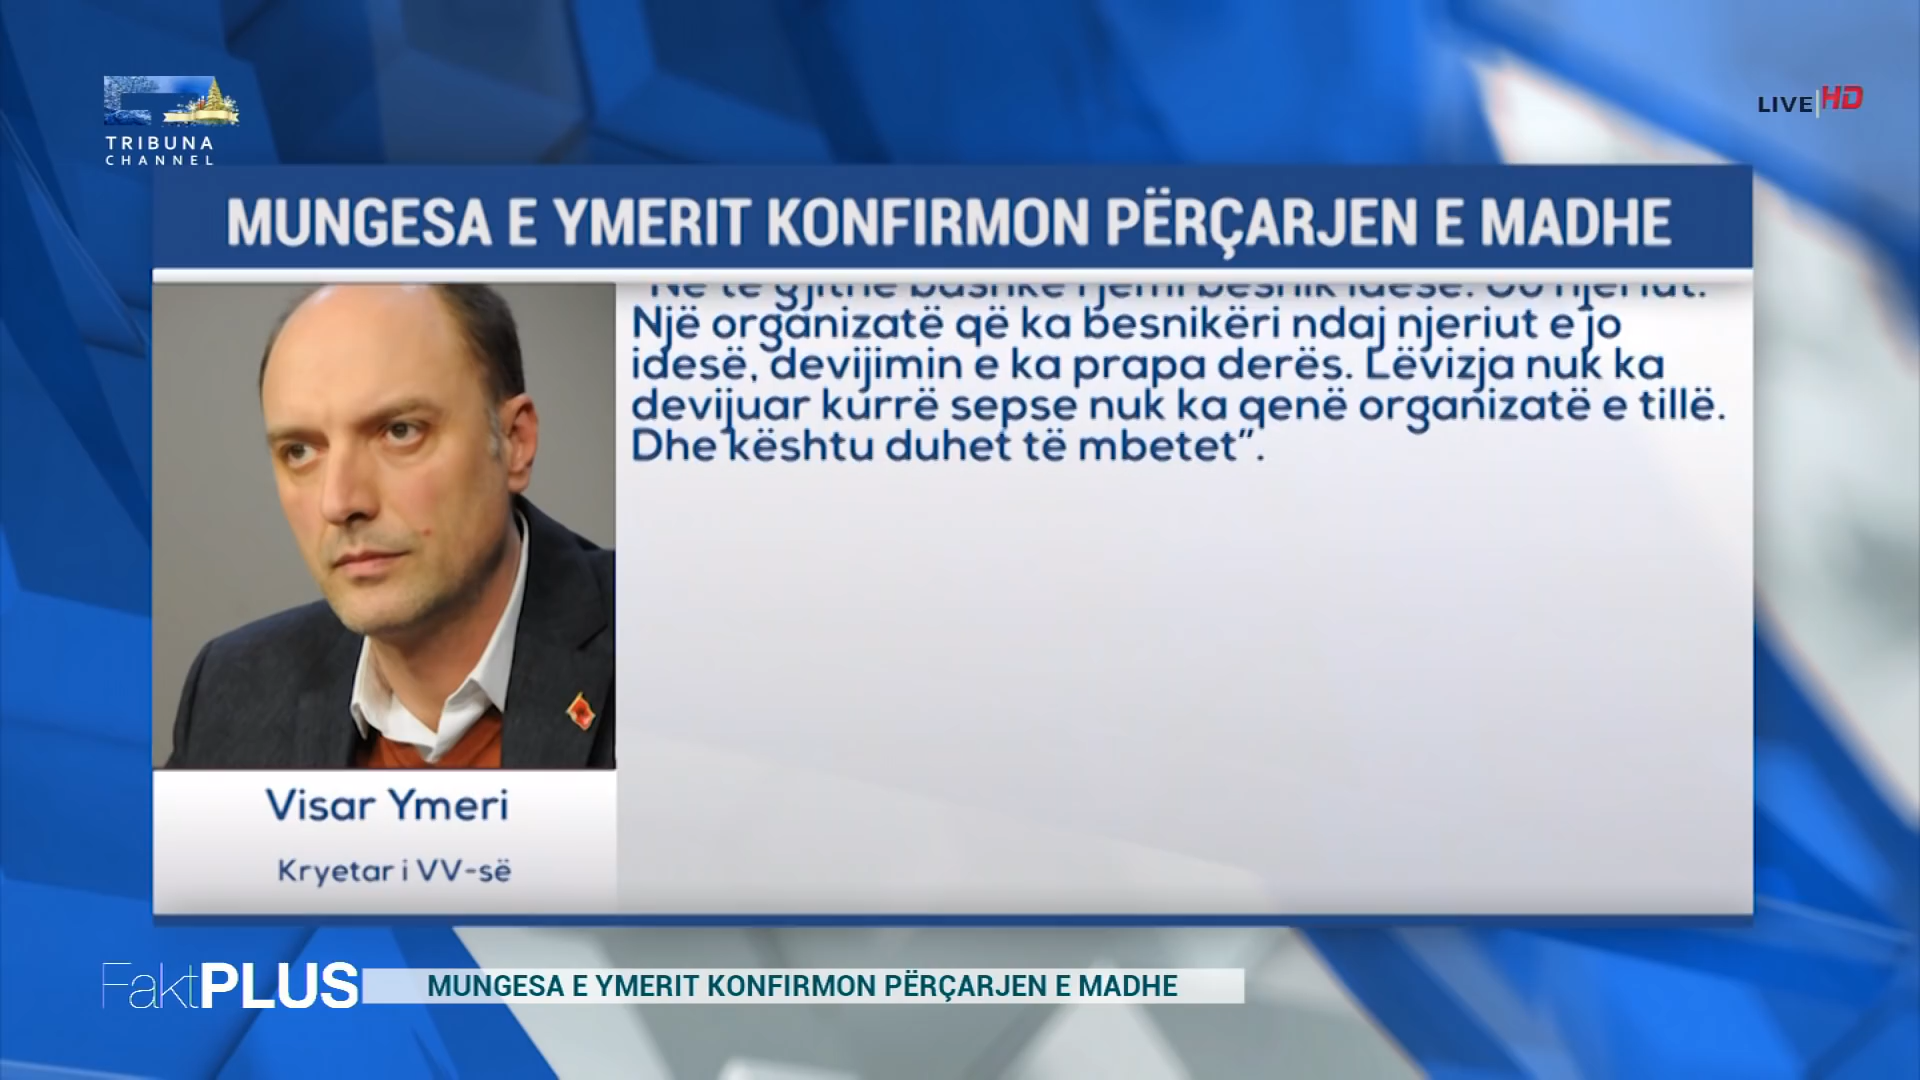 TRIBUNA
CHANNEL
LIVE HD
MUNGESA E YMERIT KONFIRMON PËRÇARJEN E MADHE
Një organizatë që ka besnikëri ndaj njeriut e jo
idesë, devijimin e ka prapa derës. Lëvizja nuk ka
devijuar kurrë sepse nuk ka qenë organizatë e tillë.
Dhe kështu duhet të mbetet”.
Visar Ymeri
Kryetar i VV-së
FaktPLUS
MUNGESA E YMERIT KONFIRMON PËRÇARJEN E MADHE